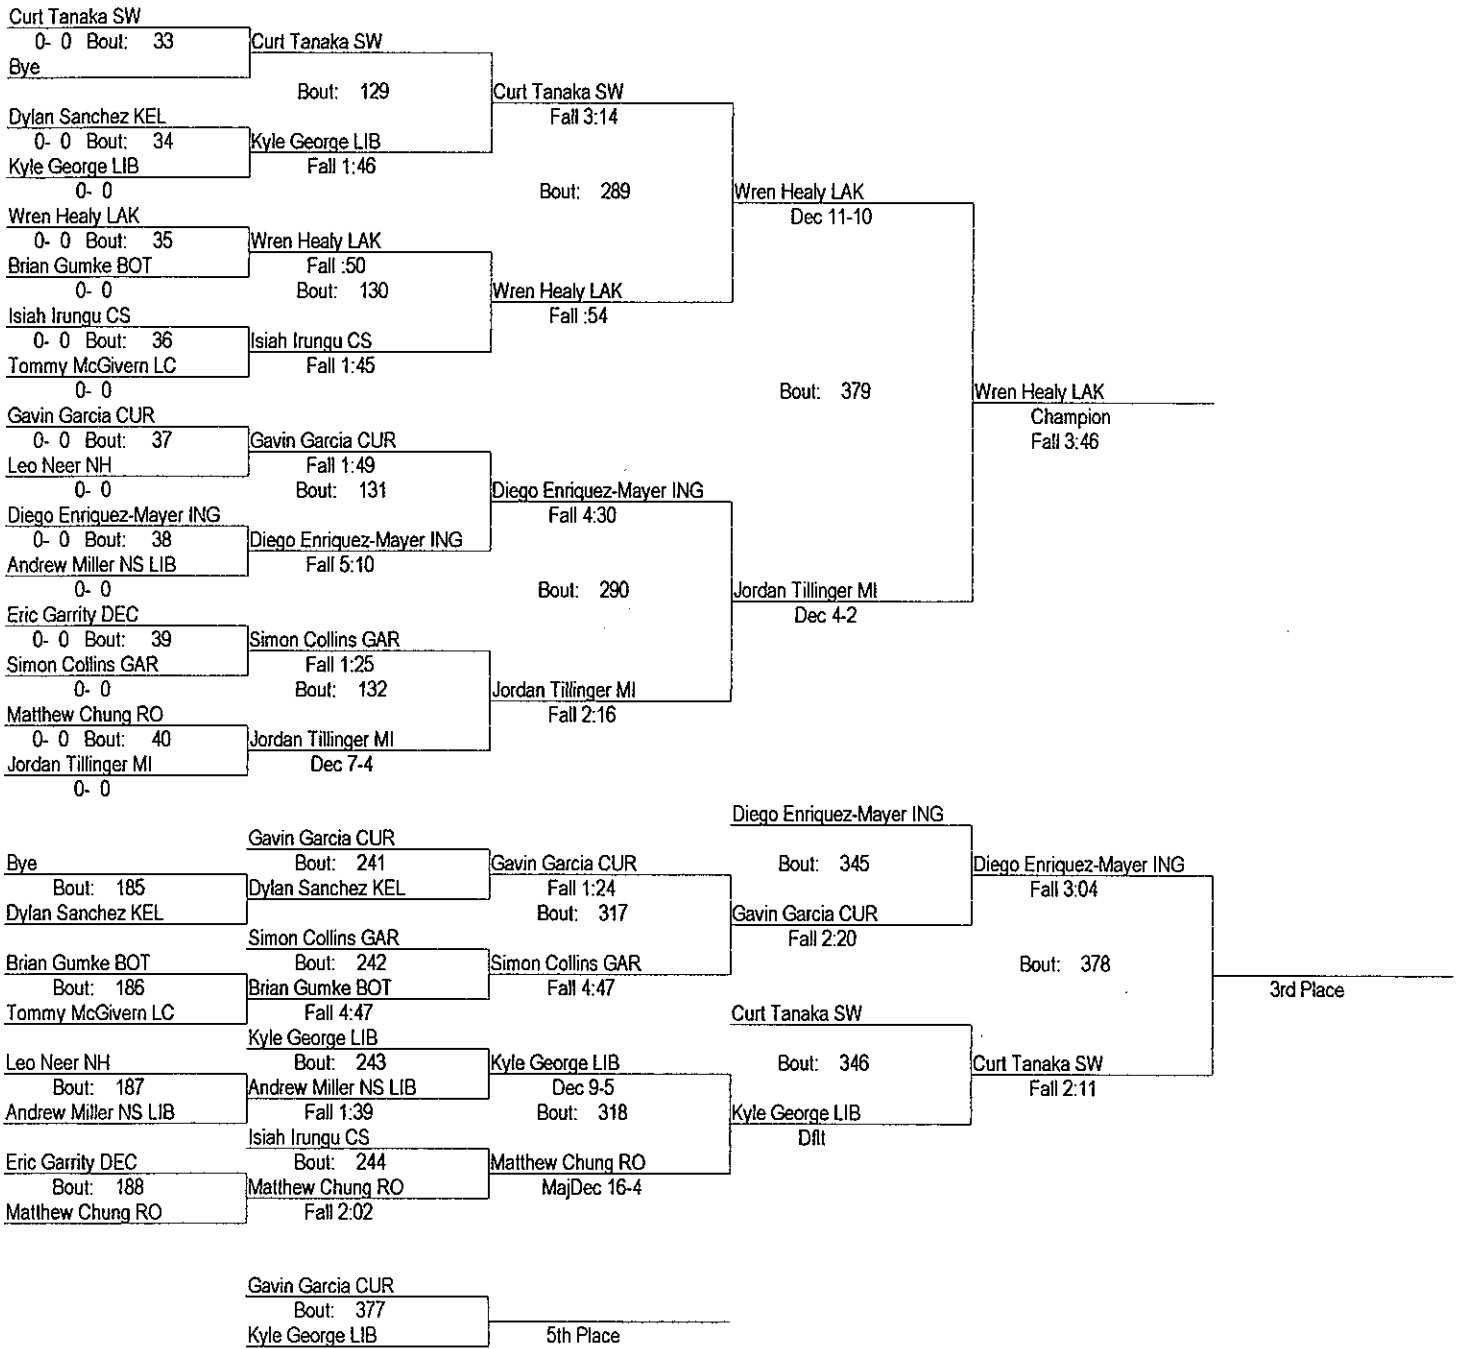 Curt Tanaka SW
0- 0 Bout: 33
Bye
Curt Tanaka SW
Bout: 129
Dylan Sanchez KEL
0- 0 Bout: 34
Kyle George LIB
0- 0
Kyle George LIB
Fall 1:46
Curt Tanaka SW
Fall 3:14
Bout: 289
Wren Healy LAK
0- 0 Bout: 35
Brian Gumke BOT
0- 0
Wren Healy LAK
Fall :50
Bout: 130
Isiah Irungu CS
0- 0 Bout: 36
Tommy McGivern LC
0- 0
Isiah Irungu CS
Fall 1:45
Wren Healy LAK
Fall :54
Wren Healy LAK
Dec 11-10
Bout: 379
Wren Healy LAK
Champion
Fall 3:46
Gavin Garcia CUR
0- 0 Bout: 37
Leo Neer NH
0- 0
Gavin Garcia CUR
Fall 1:49
Bout: 131
Diego Enriquez-Mayer ING
0- 0 Bout: 38
Andrew Miller NS LIB
0- 0
Diego Enriquez-Mayer ING
Fall 5:10
Diego Enriquez-Mayer ING
Fall 4:30
Bout: 290
Jordan Tillinger MI
Dec 4-2
Eric Garrity DEC
0- 0 Bout: 39
Simon Collins GAR
0- 0
Simon Collins GAR
Fall 1:25
Bout: 132
Matthew Chung RO
0- 0 Bout: 40
Jordan Tillinger MI
0- 0
Jordan Tillinger MI
Dec 7-4
Jordan Tillinger MI
Fall 2:16
Bye
Bout: 185
Dylan Sanchez KEL
Gavin Garcia CUR
Bout: 241
Dylan Sanchez KEL
Gavin Garcia CUR
Fall 1:24
Bout: 317
Brian Gumke BOT
Bout: 186
Tommy McGivern LC
Simon Collins GAR
Bout: 242
Brian Gumke BOT
Fall 4:47
Simon Collins GAR
Fall 4:47
Diego Enriquez-Mayer ING
Bout: 345
Gavin Garcia CUR
Fall 2:20
Diego Enriquez-Mayer ING
Fall 3:04
Bout: 378
3rd Place
Leo Neer NH
Bout: 187
Andrew Miller NS LIB
Kyle George LIB
Bout: 243
Andrew Miller NS LIB
Fall 1:39
Kyle George LIB
Dec 9-5
Bout: 318
Eric Garrity DEC
Bout: 188
Matthew Chung RO
Isiah Irungu CS
Bout: 244
Matthew Chung RO
Fall 2:02
Matthew Chung RO
MajDec 16-4
Curt Tanaka SW
Bout: 346
Kyle George LIB
Dflt
Curt Tanaka SW
Fall 2:11
Gavin Garcia CUR
Bout: 377
Kyle George LIB
5th Place